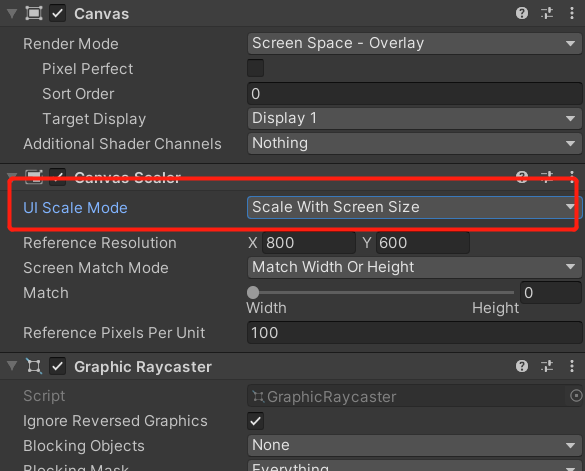 Canvas
Render Mode Screen Space - Overlay
Pixel Perfect
Sort Order 0
Target Display Display 1
Additional Shader Channels Nothing
Canvas Scaler
UI Scale Mode Scale With Screen Size
Reference Resolution X 800 Y 600
Screen Match Mode Match Width Or Height
Match 0
Width Height
Reference Pixels Per Unit 100
Graphic Raycaster
Script GraphicRaycaster
Ignore Reversed Graphics
Blocking Objects None
Blocking Mask Everything